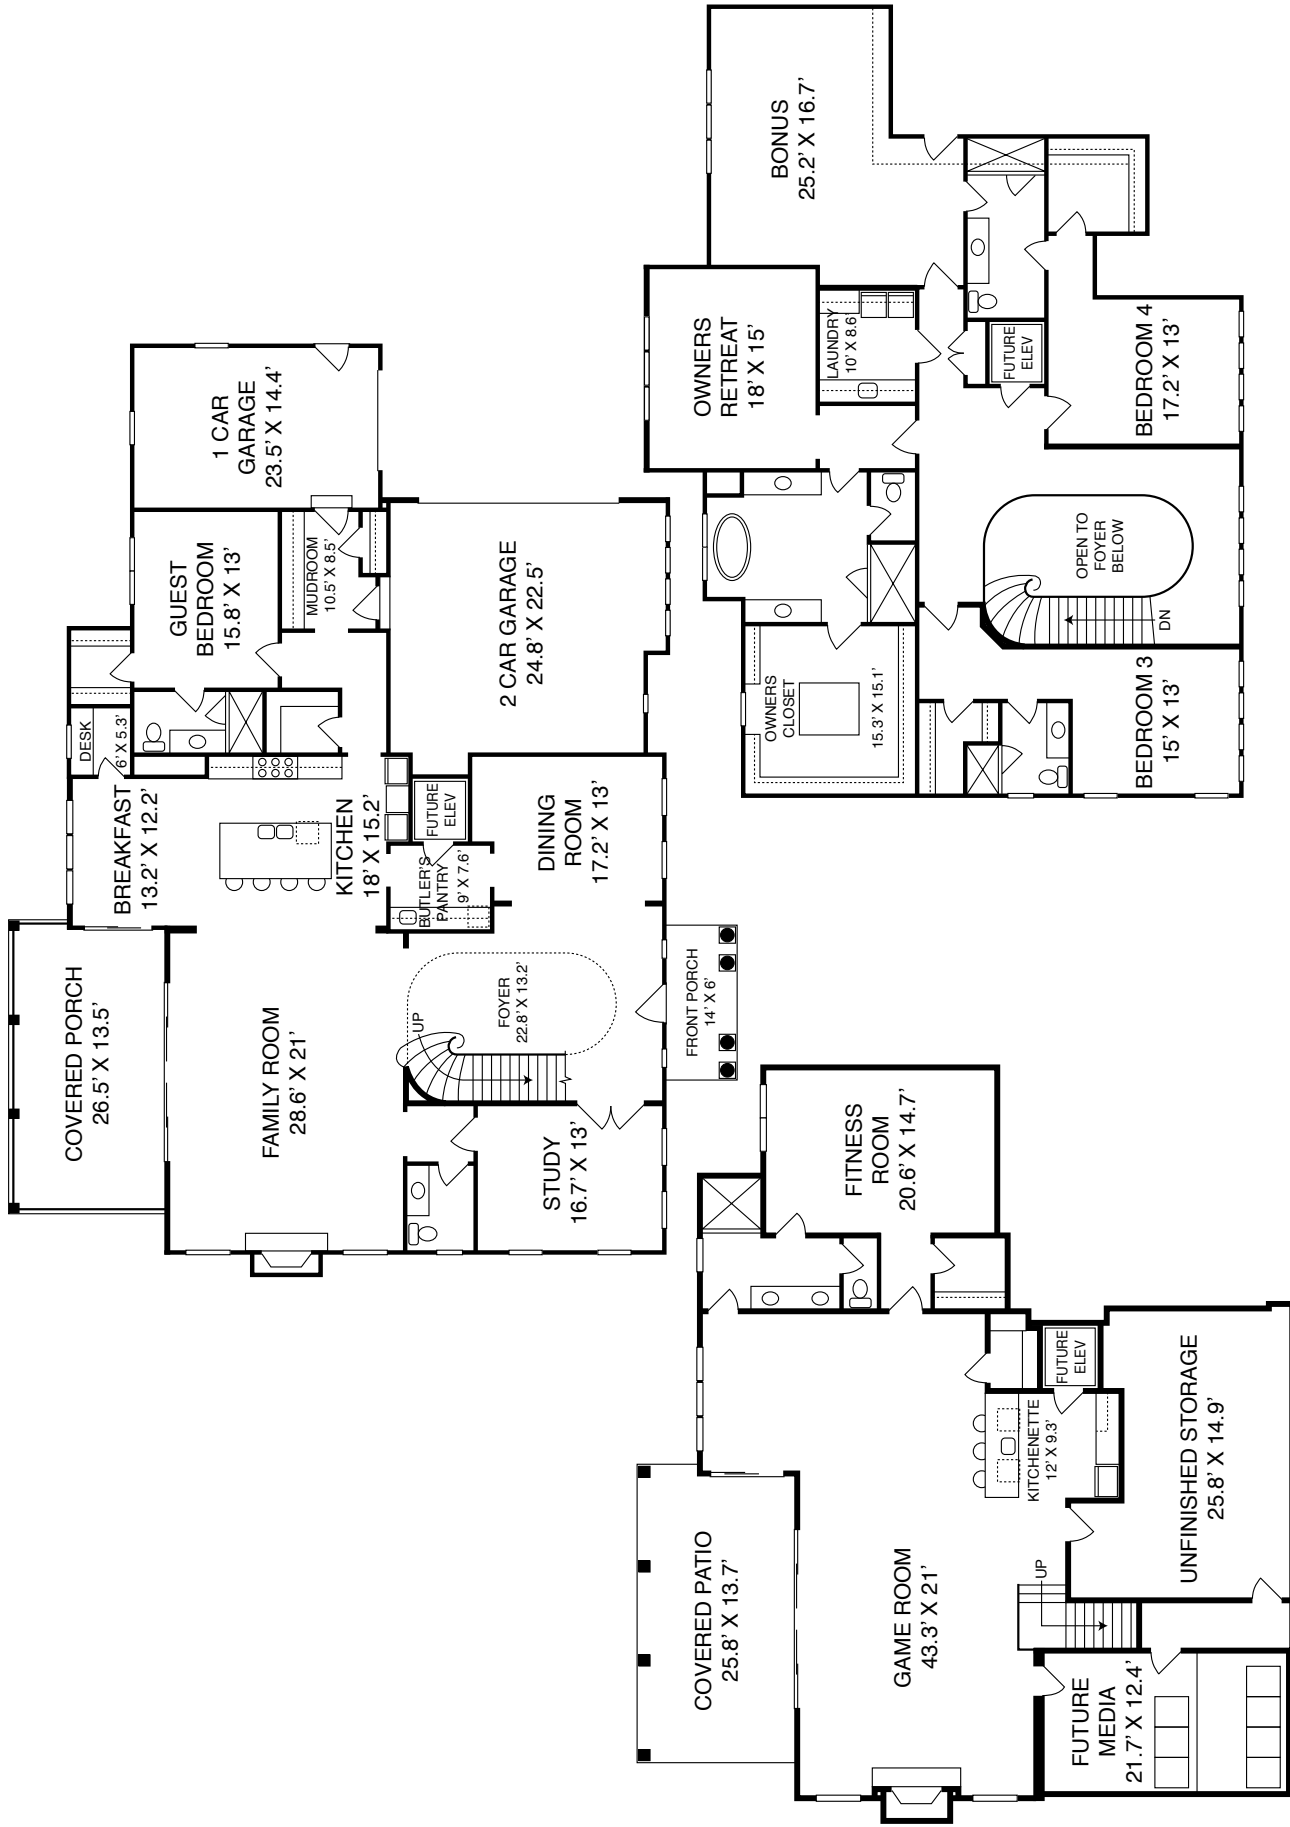 COVERED PORCH
26.5' X 13.5'
BREAKFAST
13.2' X 12.2'
DESK
6' X 5.3'
GUEST
BEDROOM
15.8' X 13'
1 CAR
GARAGE
23.5' X 14.4'
MUDROOM
10.5' X 8.5'
FAMILY ROOM
28.6' X 21'
KITCHEN
18' X 15.2'
FUTURE
ELEV
BUTLER'S
PANTRY
9' X 7.6'
2 CAR GARAGE
24.8' X 22.5'
UP
FOYER
22.8' X 13.2'
DINING
ROOM
17.2' X 13'
STUDY
16.7' X 13'
FRONT PORCH
14' X 6'
BONUS
25.2' X 16.7'
OWNERS
RETREAT
18' X 15'
LAUNDRY
10' X 8.6'
FUTURE
ELEV
BEDROOM 4
17.2' X 13'
OWNERS
CLOSET
15.3' X 15.1'
OPEN TO
FOYER
BELOW
DN
BEDROOM 3
15' X 13'
COVERED PATIO
25.8' X 13.7'
FITNESS
ROOM
20.6' X 14.7'
GAME ROOM
43.3' X 21'
KITCHENETTE
12' X 9.3'
FUTURE
ELEV
UP
UNFINISHED STORAGE
25.8' X 14.9'
FUTURE
MEDIA
21.7' X 12.4'